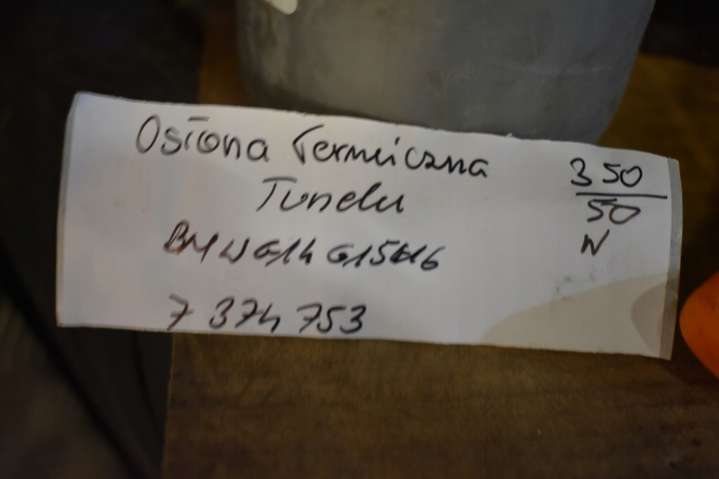 Osłona Termiczna
Tunelu
BMW G14 G15 G16
7 374 753
350
50
N